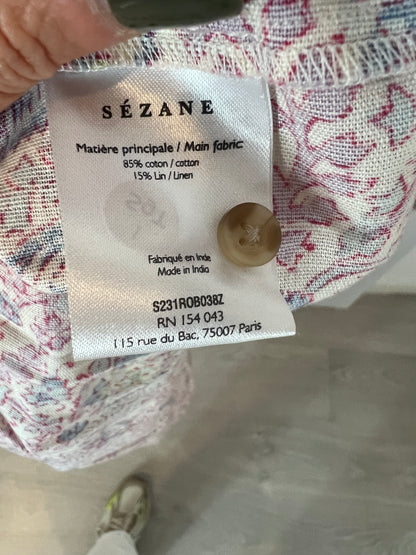 SÉZANE
Matière principale / Main fabric
85% coton / cotton
15% Lin / Linen
Fabriqué en Inde
Made in India
S231ROB038Z
RN 154 043
115 rue du Bac, 75007 Paris